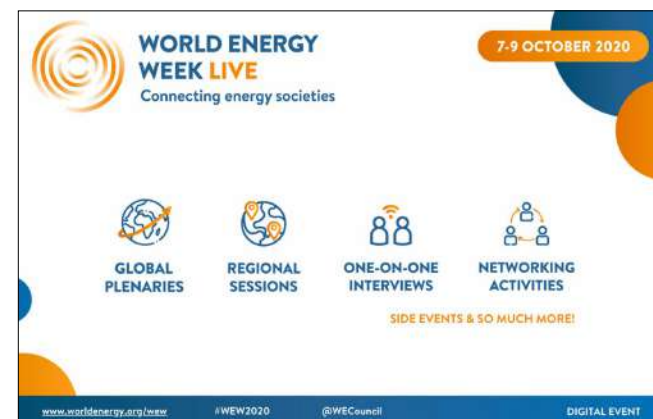 WORLD ENERGY
WEEK LIVE
Connecting energy societies
7-9 OCTOBER 2020
GLOBAL
PLENARIES
REGIONAL
SESSIONS
ONE-ON-ONE
INTERVIEWS
NETWORKING
ACTIVITIES
SIDE EVENTS & SO MUCH MORE!
www.worldenergy.org/wew
#WEW2020
@WECouncil
DIGITAL EVENT